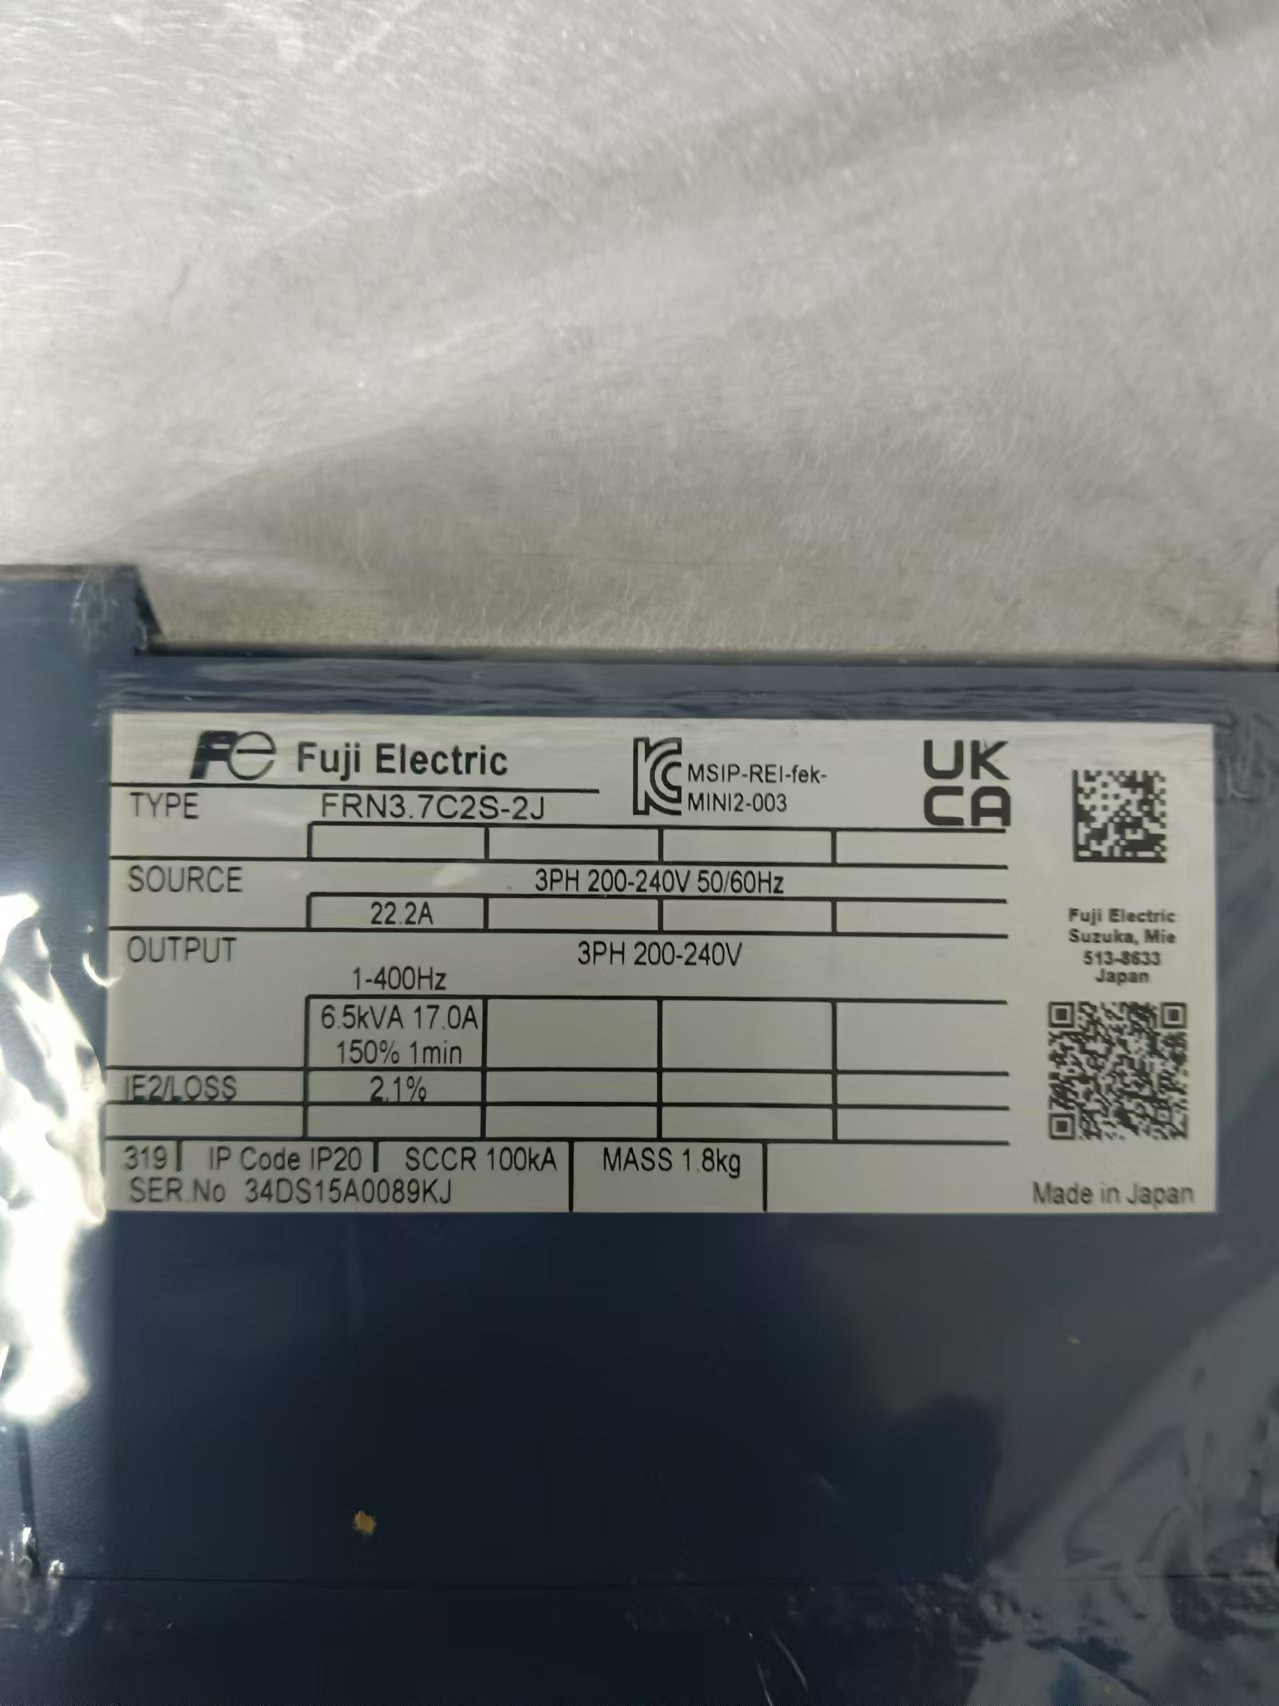 Fe Fuji Electric
MSIP-REI-fek-
MINI2-003
UK
CA
TYPE FRN3.7C2S-2J
SOURCE 3PH 200-240V 50/60Hz
22.2A
OUTPUT 3PH 200-240V
1-400Hz
6.5kVA 17.0A
150% 1min
IE2/LOSS 2.1%
319 IP Code IP20 SCCR 100kA MASS 1.8kg
SER.No 34DS15A0089KJ
Fuji Electric
Suzuka, Mie
513-8633
Japan
Made in Japan